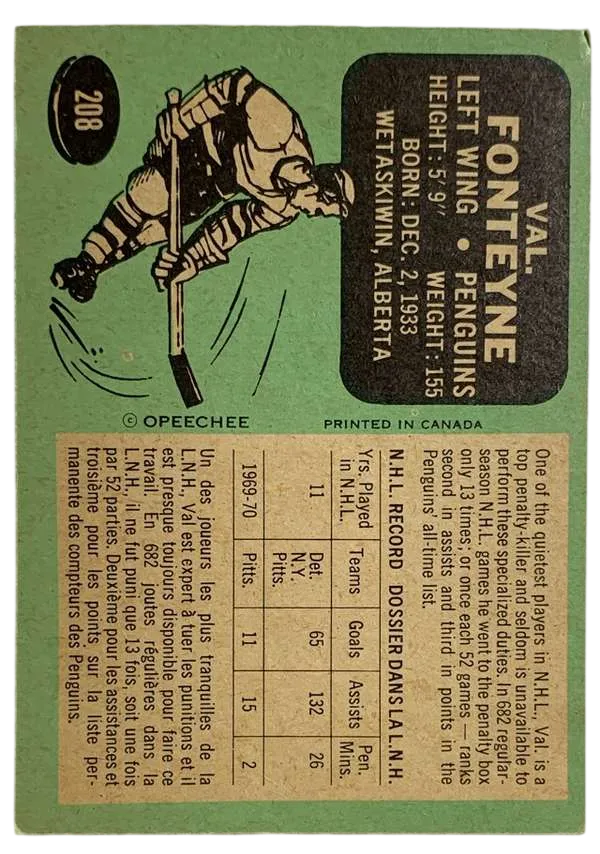 VAL.
FONTEYNE
LEFT WING • PENGUINS
HEIGHT: 5'9" WEIGHT: 155
BORN: DEC. 2, 1933
WETASKIWIN, ALBERTA
208
© OPEECHEE PRINTED IN CANADA
One of the quietest players in N.H.L., Val. is a
top penalty-killer and seldom is unavailable to
perform these specialized duties. In 682 regular-
season N.H.L. games he went to the penalty box
only 13 times; or once each 52 games — ranks
second in assists and third in points in the
Penguins' all-time list.
N.H.L. RECORD DOSSIER DANS LA L.N.H.
Yrs. Played in N.H.L. Teams Goals Assists Pen. Mins.
11 Det. N.Y. Pitts. 65 132 26
1969-70 Pitts. 11 15 2
Un des joueurs les plus tranquilles de la
L.N.H., Val est expert à tuer les punitions et il
est presque toujours disponible pour faire ce
travail. En 682 joutes régulières dans la
L.N.H., il ne fut puni que 13 fois, soit une fois
par 52 parties. Deuxième pour les assistances et
troisième pour les points sur la liste per-
manente des compteurs des Penguins.